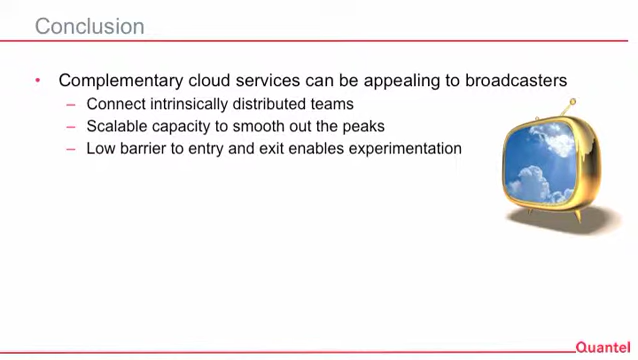 Conclusion
• Complementary cloud services can be appealing to broadcasters
– Connect intrinsically distributed teams
– Scalable capacity to smooth out the peaks
– Low barrier to entry and exit enables experimentation
Quantel